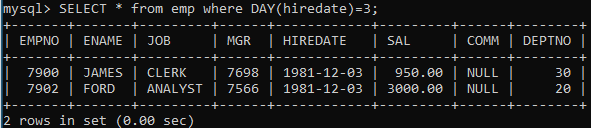 mysql> SELECT * from emp where DAY(hiredate)=3;
+-------+-------+---------+------+------------+---------+------+--------+
| EMPNO | ENAME | JOB     | MGR  | HIREDATE   | SAL     | COMM | DEPTNO |
+-------+-------+---------+------+------------+---------+------+--------+
|  7900 | JAMES | CLERK   | 7698 | 1981-12-03 |  950.00 | NULL |     30 |
|  7902 | FORD  | ANALYST | 7566 | 1981-12-03 | 3000.00 | NULL |     20 |
+-------+-------+---------+------+------------+---------+------+--------+
2 rows in set (0.00 sec)